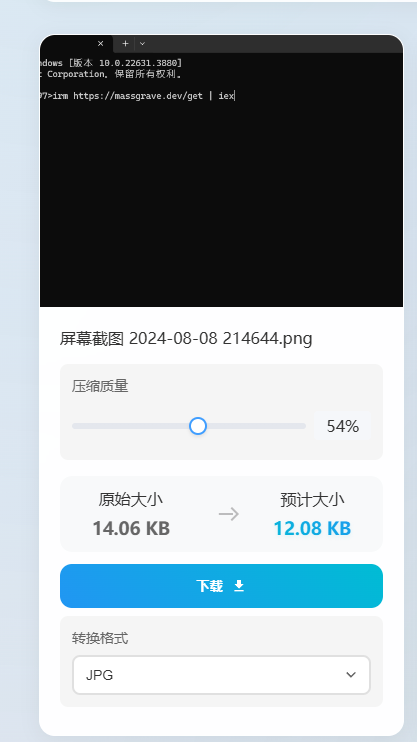 ndows [版本 10.0.22631.3880]
t Corporation。保留所有权利。
97>irm https://massgrave.dev/get | iex
屏幕截图 2024-08-08 214644.png
压缩质量
54%
原始大小 → 预计大小
14.06 KB 12.08 KB
下载
转换格式
JPG